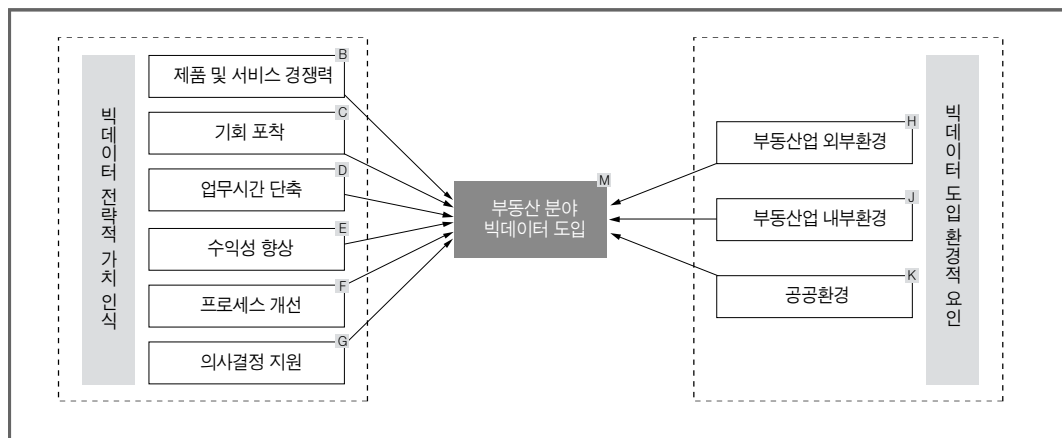 빅데이터 전략적 가치 인식
B
제품 및 서비스 경쟁력
C
기회 포착
D
업무시간 단축
E
수익성 향상
F
프로세스 개선
G
의사결정 지원
M
부동산 분야
빅데이터 도입
H
부동산업 외부환경
J
부동산업 내부환경
K
공공환경
빅데이터 도입 환경적 요인